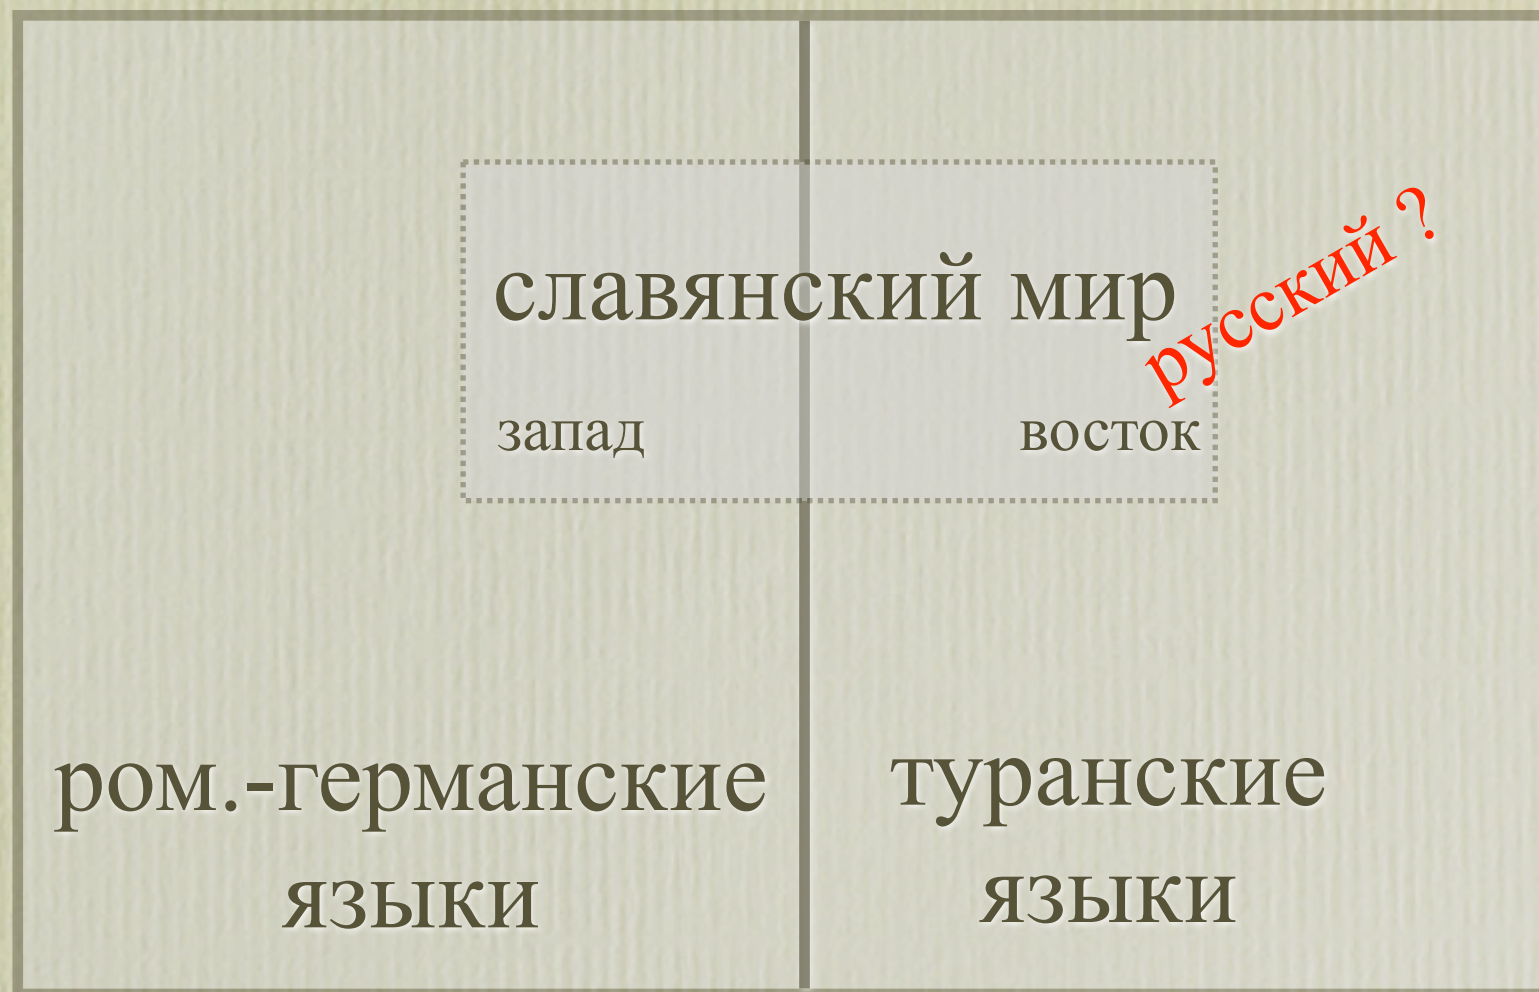 славянский мир
русский ?
запад
восток
ром.-германские
языки
туранские
языки